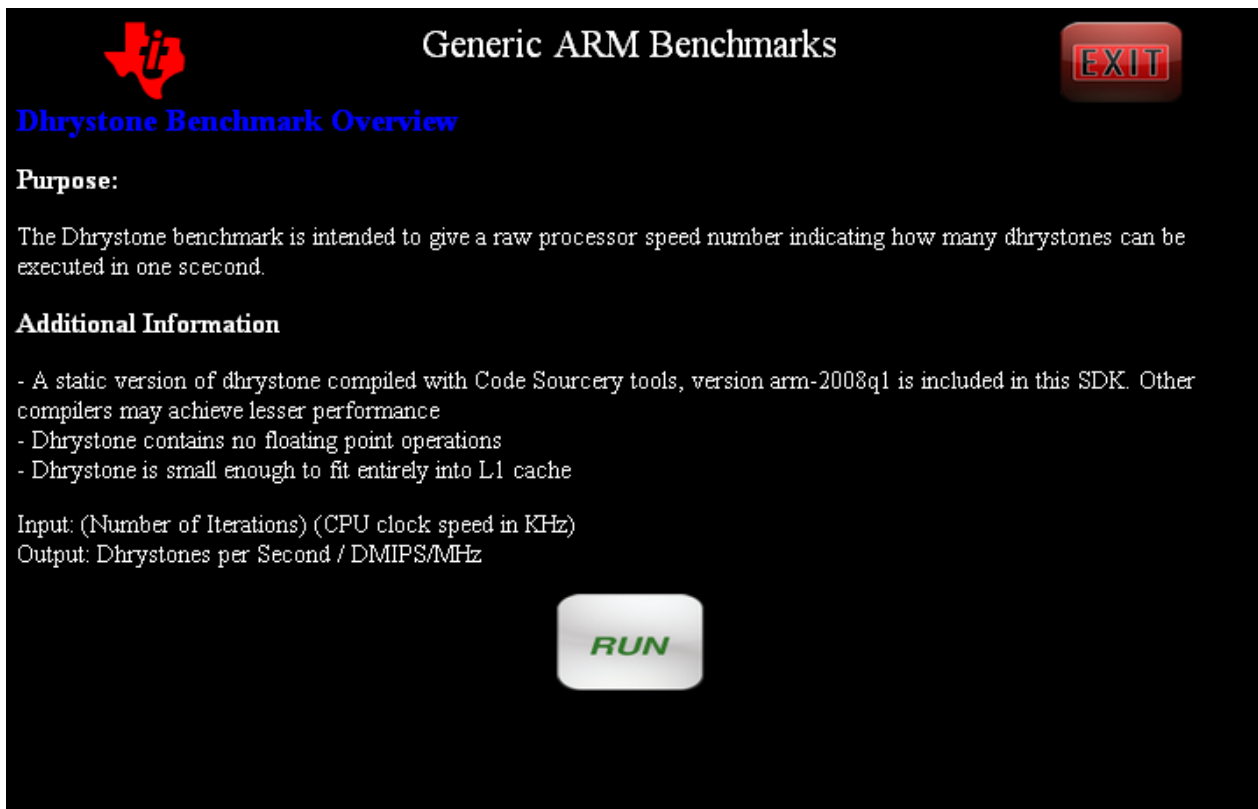 ti
Generic ARM Benchmarks
EXIT
Dhrystone Benchmark Overview
Purpose:
The Dhrystone benchmark is intended to give a raw processor speed number indicating how many dhrystones can be
executed in one scecond.
Additional Information
- A static version of dhrystone compiled with Code Sourcery tools, version arm-2008q1 is included in this SDK. Other
compilers may achieve lesser performance
- Dhrystone contains no floating point operations
- Dhrystone is small enough to fit entirely into L1 cache
Input: (Number of Iterations) (CPU clock speed in KHz)
Output: Dhrystones per Second / DMIPS/MHz
RUN